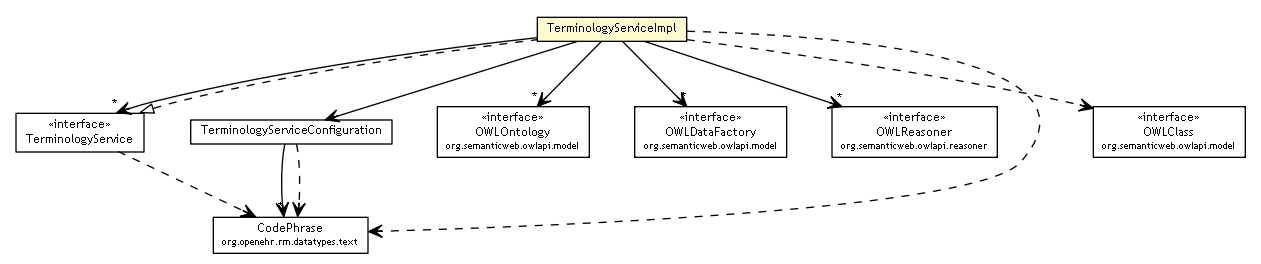 TerminologyServiceImpl
*
*
*
*
«interface»
TerminologyService
TerminologyServiceConfiguration
«interface»
OWLOntology
org.semanticweb.owlapi.model
«interface»
OWLDataFactory
org.semanticweb.owlapi.model
«interface»
OWLReasoner
org.semanticweb.owlapi.reasoner
«interface»
OWLClass
org.semanticweb.owlapi.model
*
CodePhrase
org.openehr.rm.datatypes.text